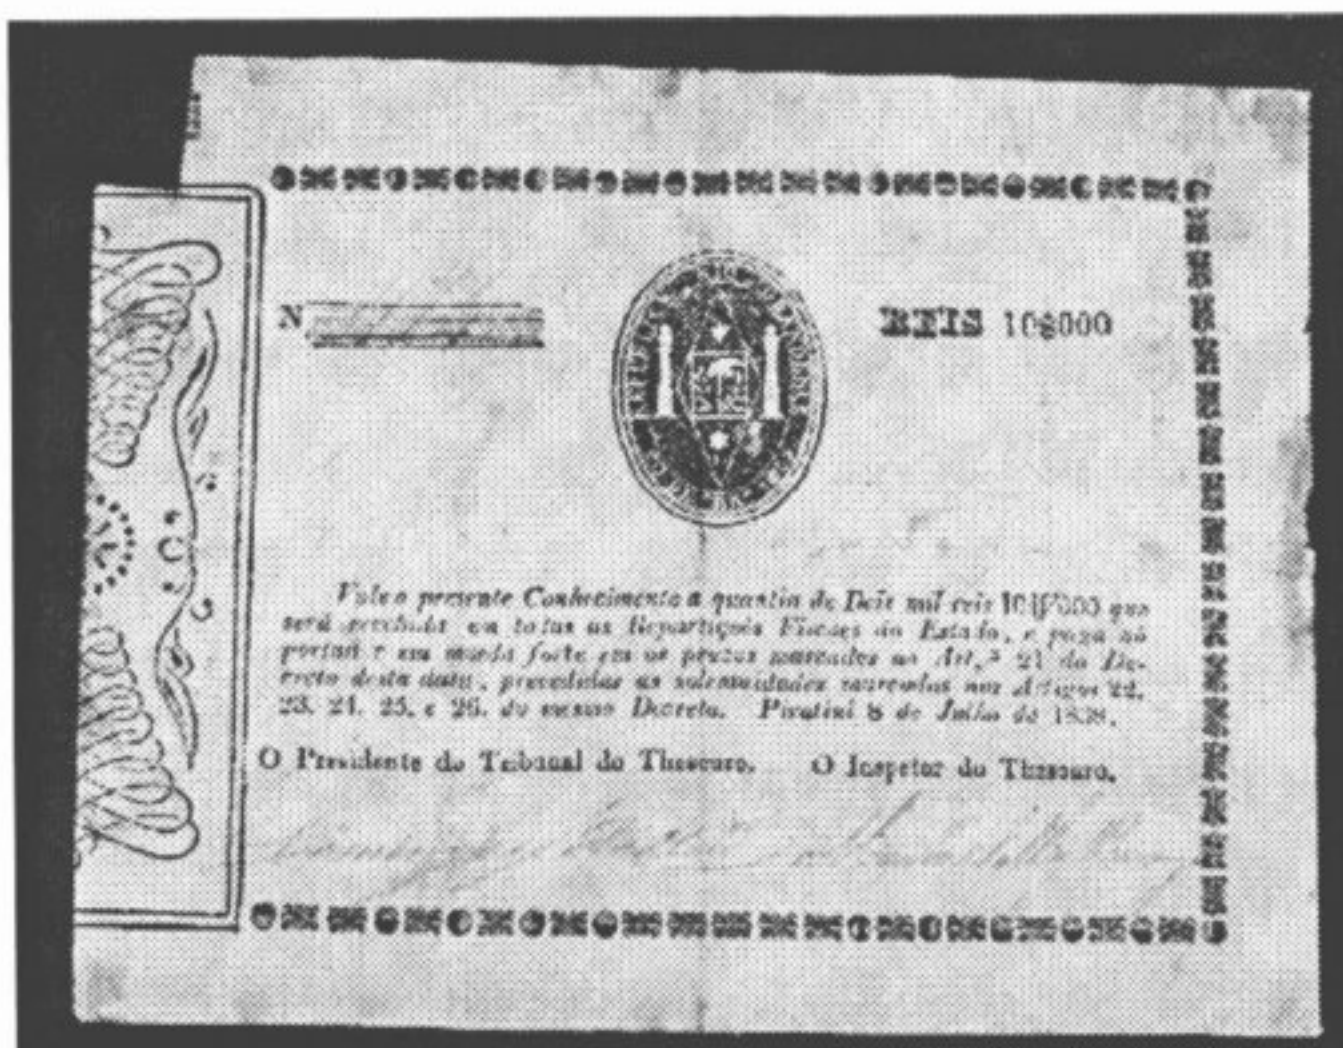 N
REIS 10$000
Vale o presente Conhecimento a quantia de Deis mil reis 10$000 que
será recebida em todas as Repartições Fiscaes do Estado, e paga ao
portador em moeda forte em os prazos marcados no Art.º 21 do De-
creto desta data, precedidas as solemnidades marcadas nos Artigos 22,
23, 24, 25, e 26, do mesmo Decreto. Piratini 8 de Julho de 1838.
O Presidente do Tribunal do Thesouro. O Inspetor do Thesouro.